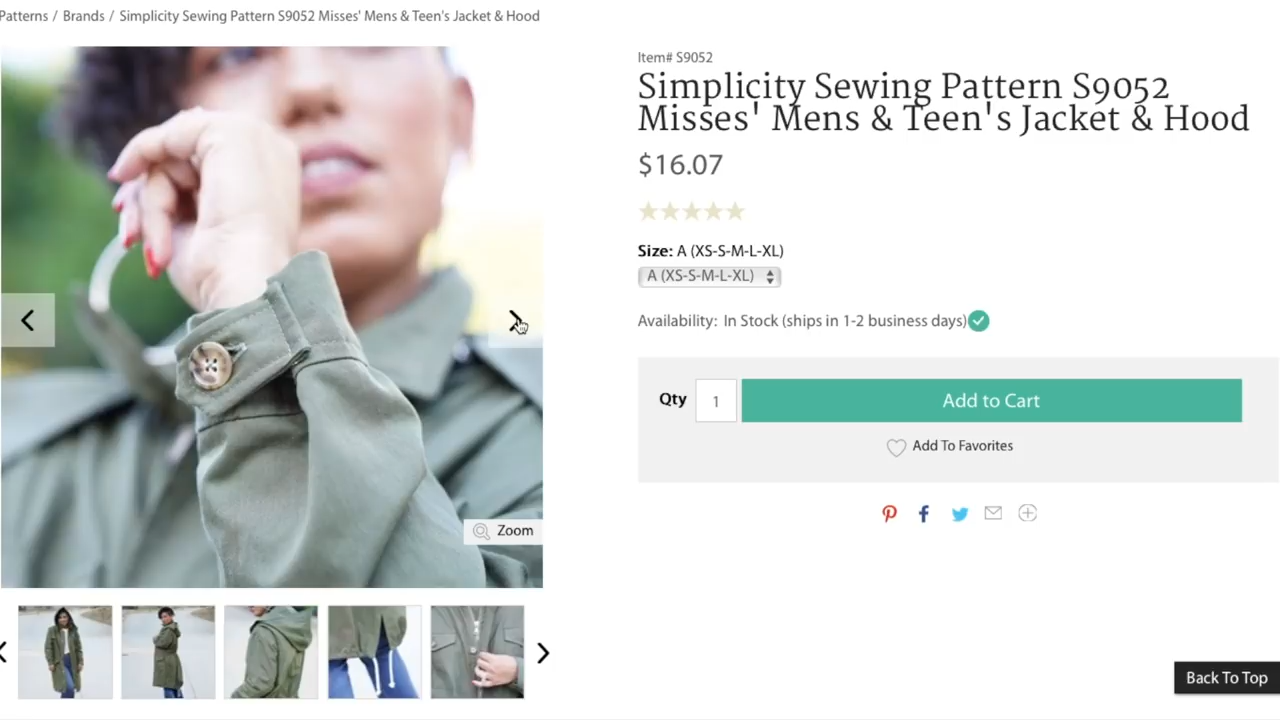 Patterns / Brands / Simplicity Sewing Pattern S9052 Misses' Mens & Teen's Jacket & Hood
Item# S9052
Simplicity Sewing Pattern S9052
Misses' Mens & Teen's Jacket & Hood
$16.07
Size: A (XS-S-M-L-XL)
A (XS-S-M-L-XL)
Availability: In Stock (ships in 1-2 business days)
Qty 1 Add to Cart
Add To Favorites
Zoom
Back To Top